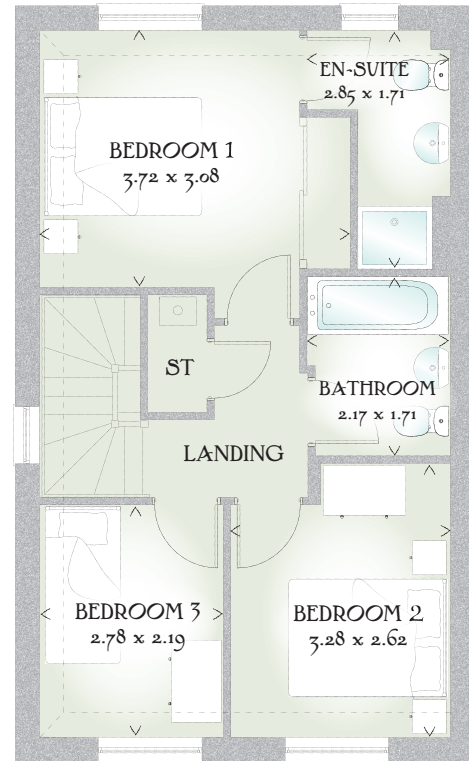 EN-SUITE
2.85 x 1.71
BEDROOM 1
3.72 x 3.08
ST
BATHROOM
2.17 x 1.71
LANDING
BEDROOM 3
2.78 x 2.19
BEDROOM 2
3.28 x 2.62